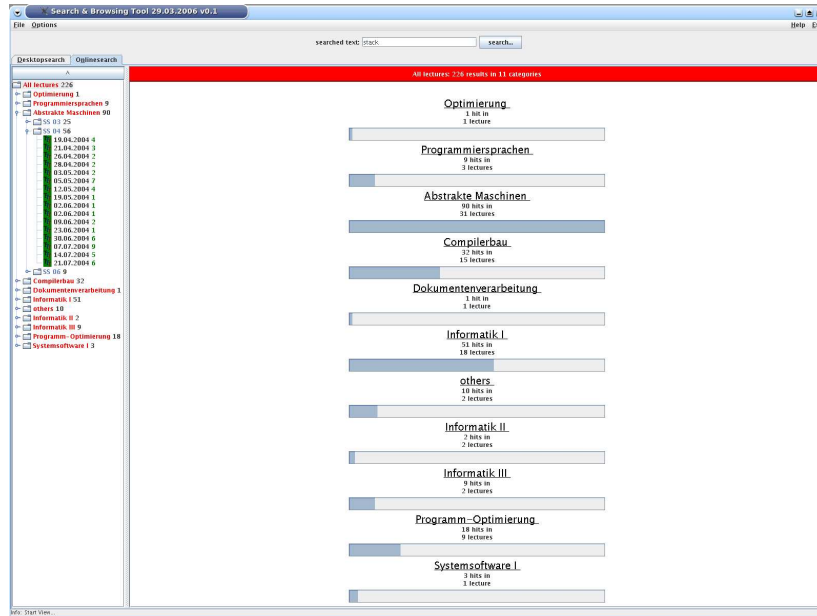 Search & Browsing Tool 29.03.2006 v0.1
File Options
Help
searched text: stack search...
Desktopsearch Onlinesearch
^
All lectures 226
Optimierung 1
Programmiersprachen 9
Abstrakte Maschinen 90
SS 03 25
SS 04 56
19.04.2004 4
21.04.2004 3
26.04.2004 2
28.04.2004 2
03.05.2004 2
05.05.2004 7
12.05.2004 4
19.05.2004 1
02.06.2004 1
02.06.2004 1
09.06.2004 2
23.06.2004 1
30.06.2004 6
07.07.2004 9
14.07.2004 5
21.07.2004 6
SS 06 9
Compilerbau 32
Dokumentenverarbeitung 1
Informatik I 51
others 10
Informatik II 2
Informatik III 9
Programm-Optimierung 18
Systemsoftware I 3
All lectures: 226 results in 11 categories
Optimierung
1 hit in
1 lecture
Programmiersprachen
9 hits in
3 lectures
Abstrakte Maschinen
90 hits in
31 lectures
Compilerbau
32 hits in
15 lectures
Dokumentenverarbeitung
1 hit in
1 lecture
Informatik I
51 hits in
18 lectures
others
10 hits in
2 lectures
Informatik II
2 hits in
2 lectures
Informatik III
9 hits in
2 lectures
Programm-Optimierung
18 hits in
9 lectures
Systemsoftware I
3 hits in
1 lecture
Info: Start View...